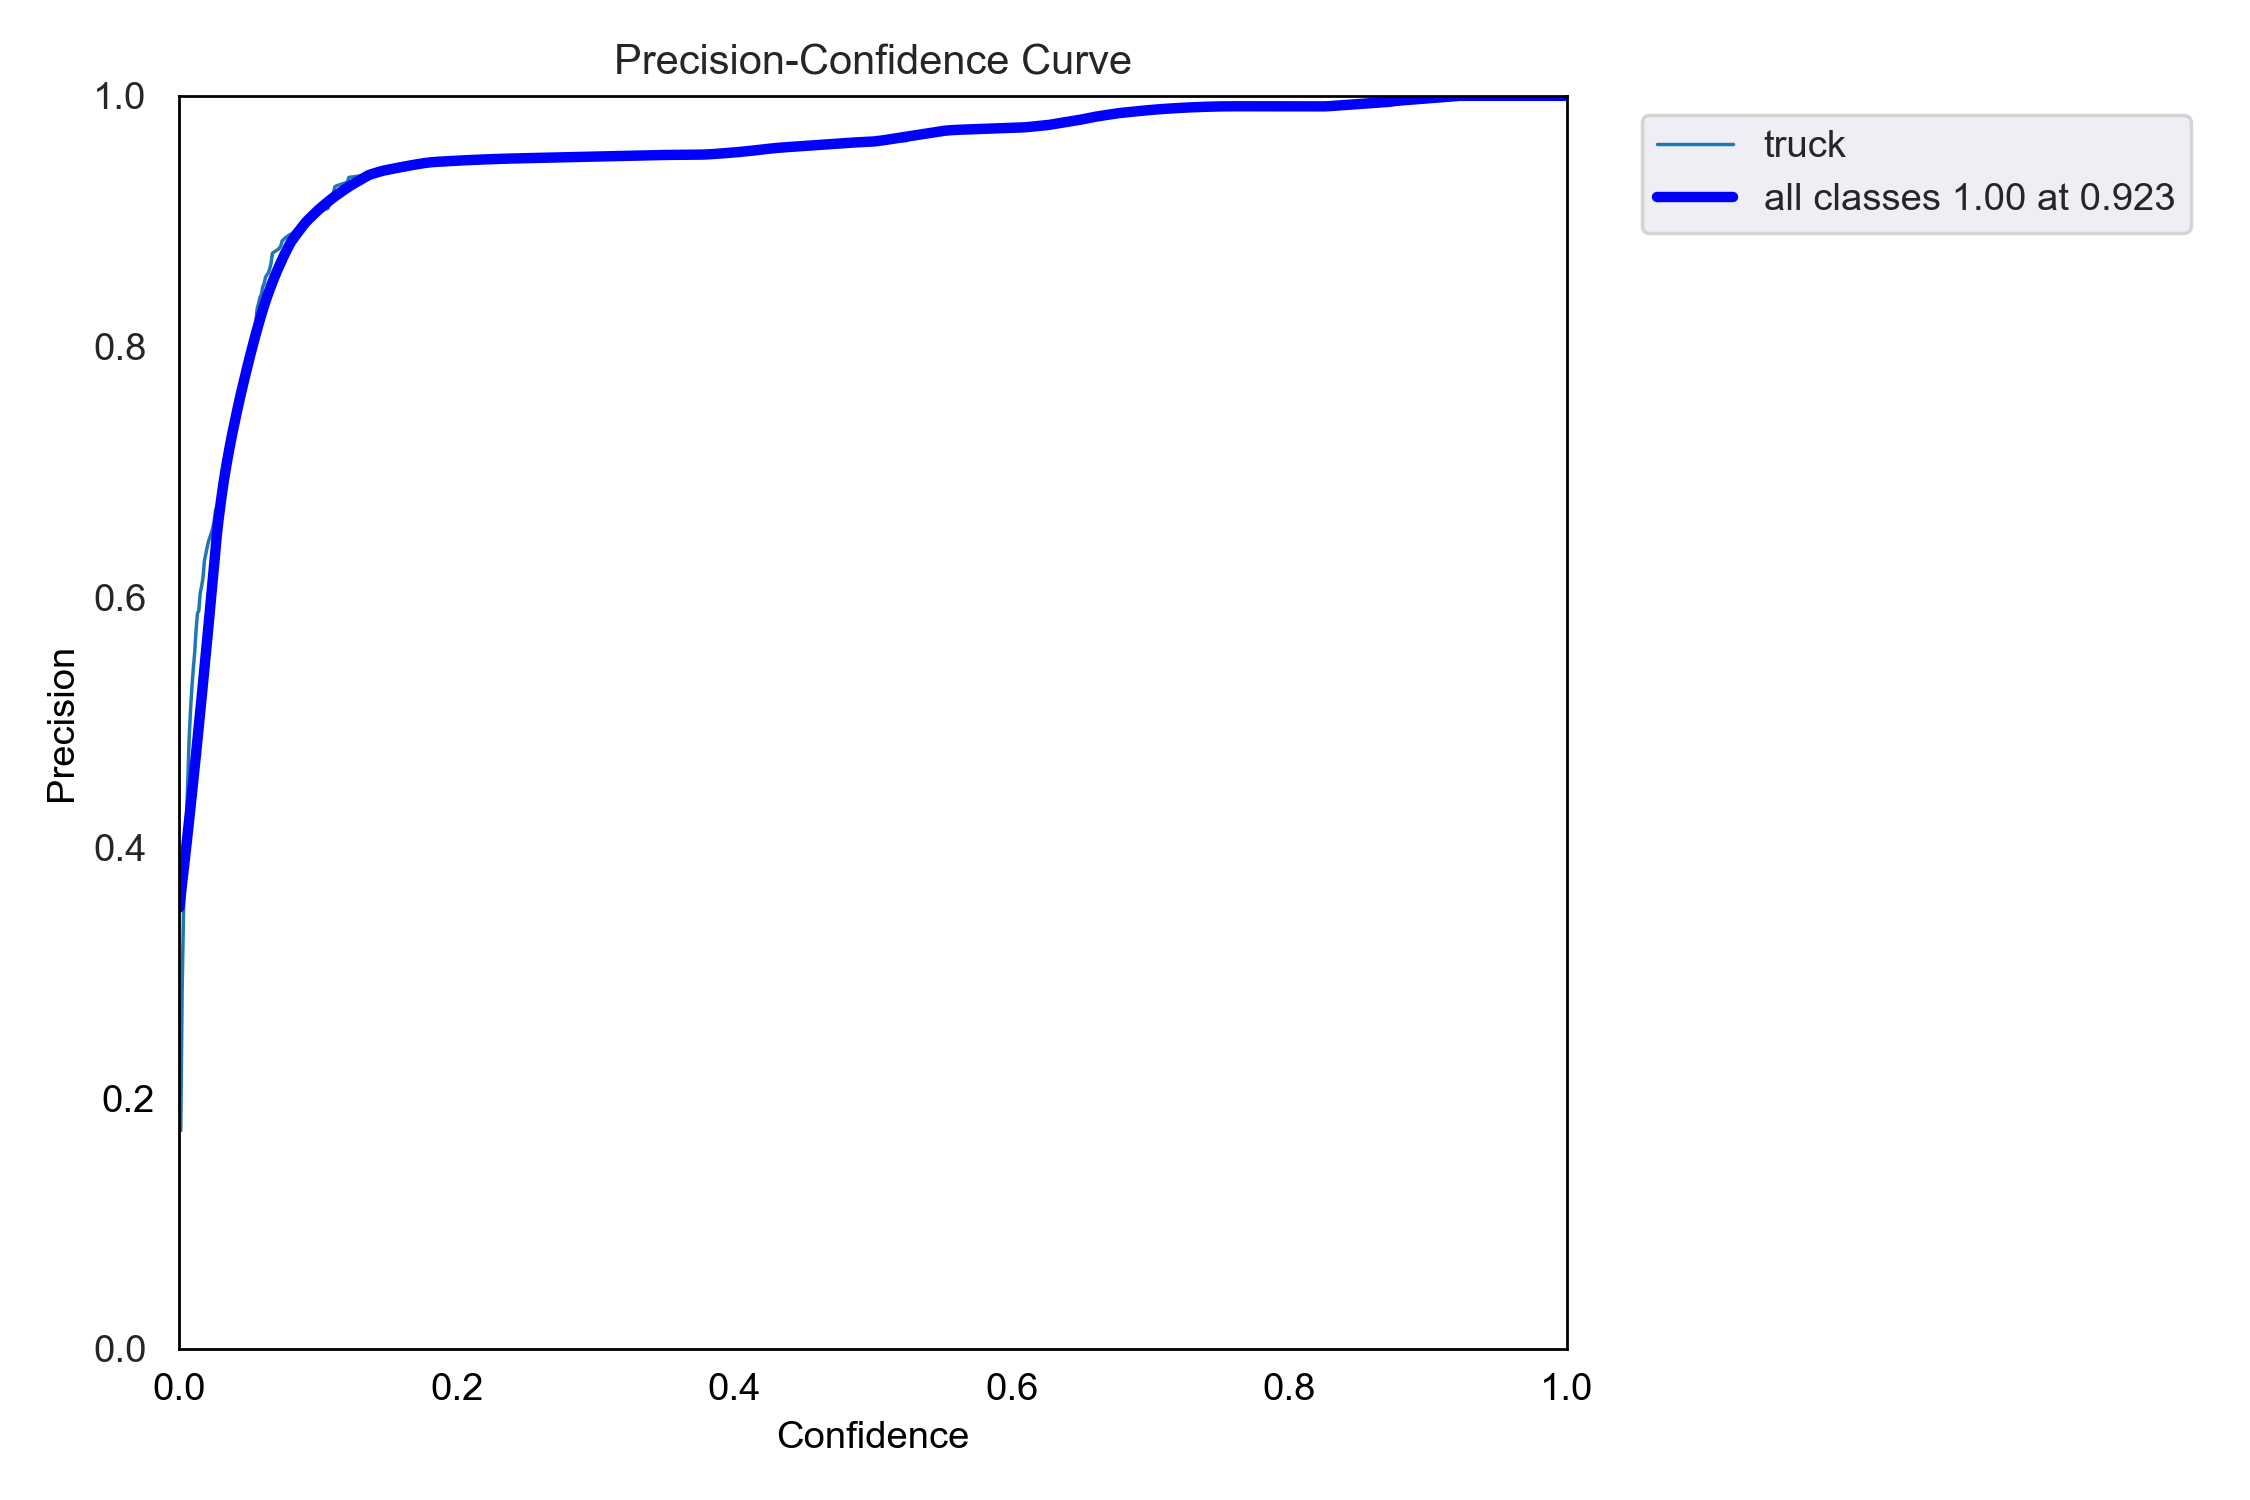 Precision-Confidence Curve
1.0
0.8
0.6
0.4
0.2
0.0
Precision
0.0 0.2 0.4 0.6 0.8 1.0
Confidence
truck
all classes 1.00 at 0.923